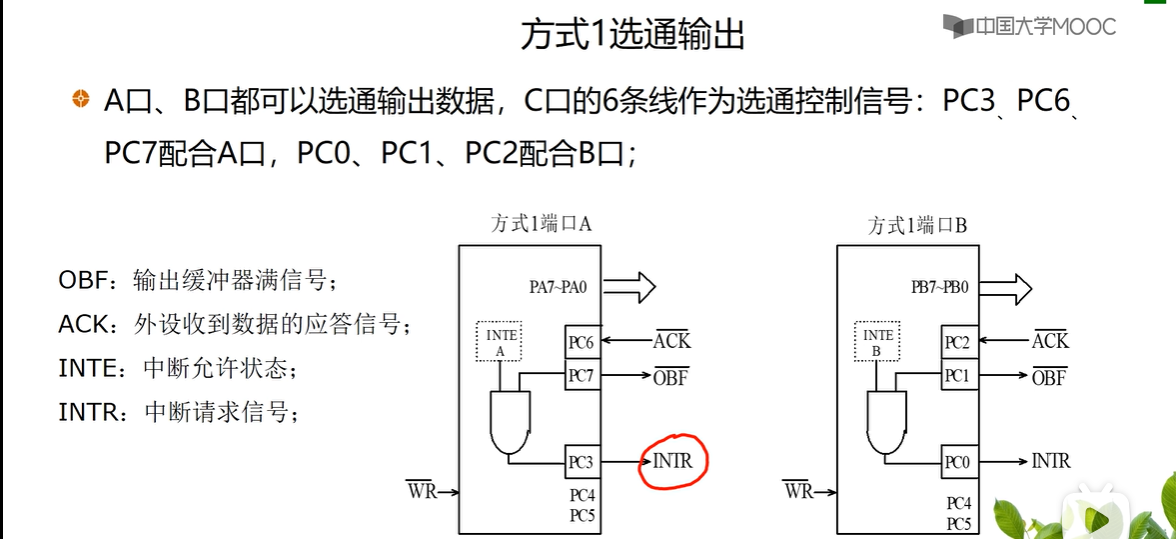 方式1选通输出
中国大学MOOC
A口、B口都可以选通输出数据，C口的6条线作为选通控制信号：PC3、PC6、
PC7配合A口，PC0、PC1、PC2配合B口；
OBF：输出缓冲器满信号；
ACK：外设收到数据的应答信号；
INTE：中断允许状态；
INTR：中断请求信号；
方式1端口A
PA7~PA0
INTE
A
PC6
ACK
PC7
OBF
PC3
INTR
WR
PC4
PC5
方式1端口B
PB7~PB0
INTE
B
PC2
ACK
PC1
OBF
PC0
INTR
WR
PC4
PC5